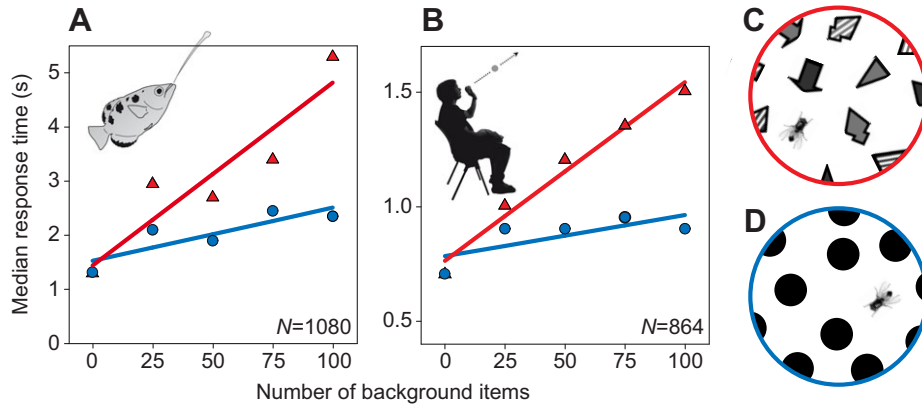 A
B
C
D
Median response time (s)
5
4
3
2
1
0
1.5
1.0
0.5
N=1080
N=864
0 25 50 75 100
0 25 50 75 100
Number of background items